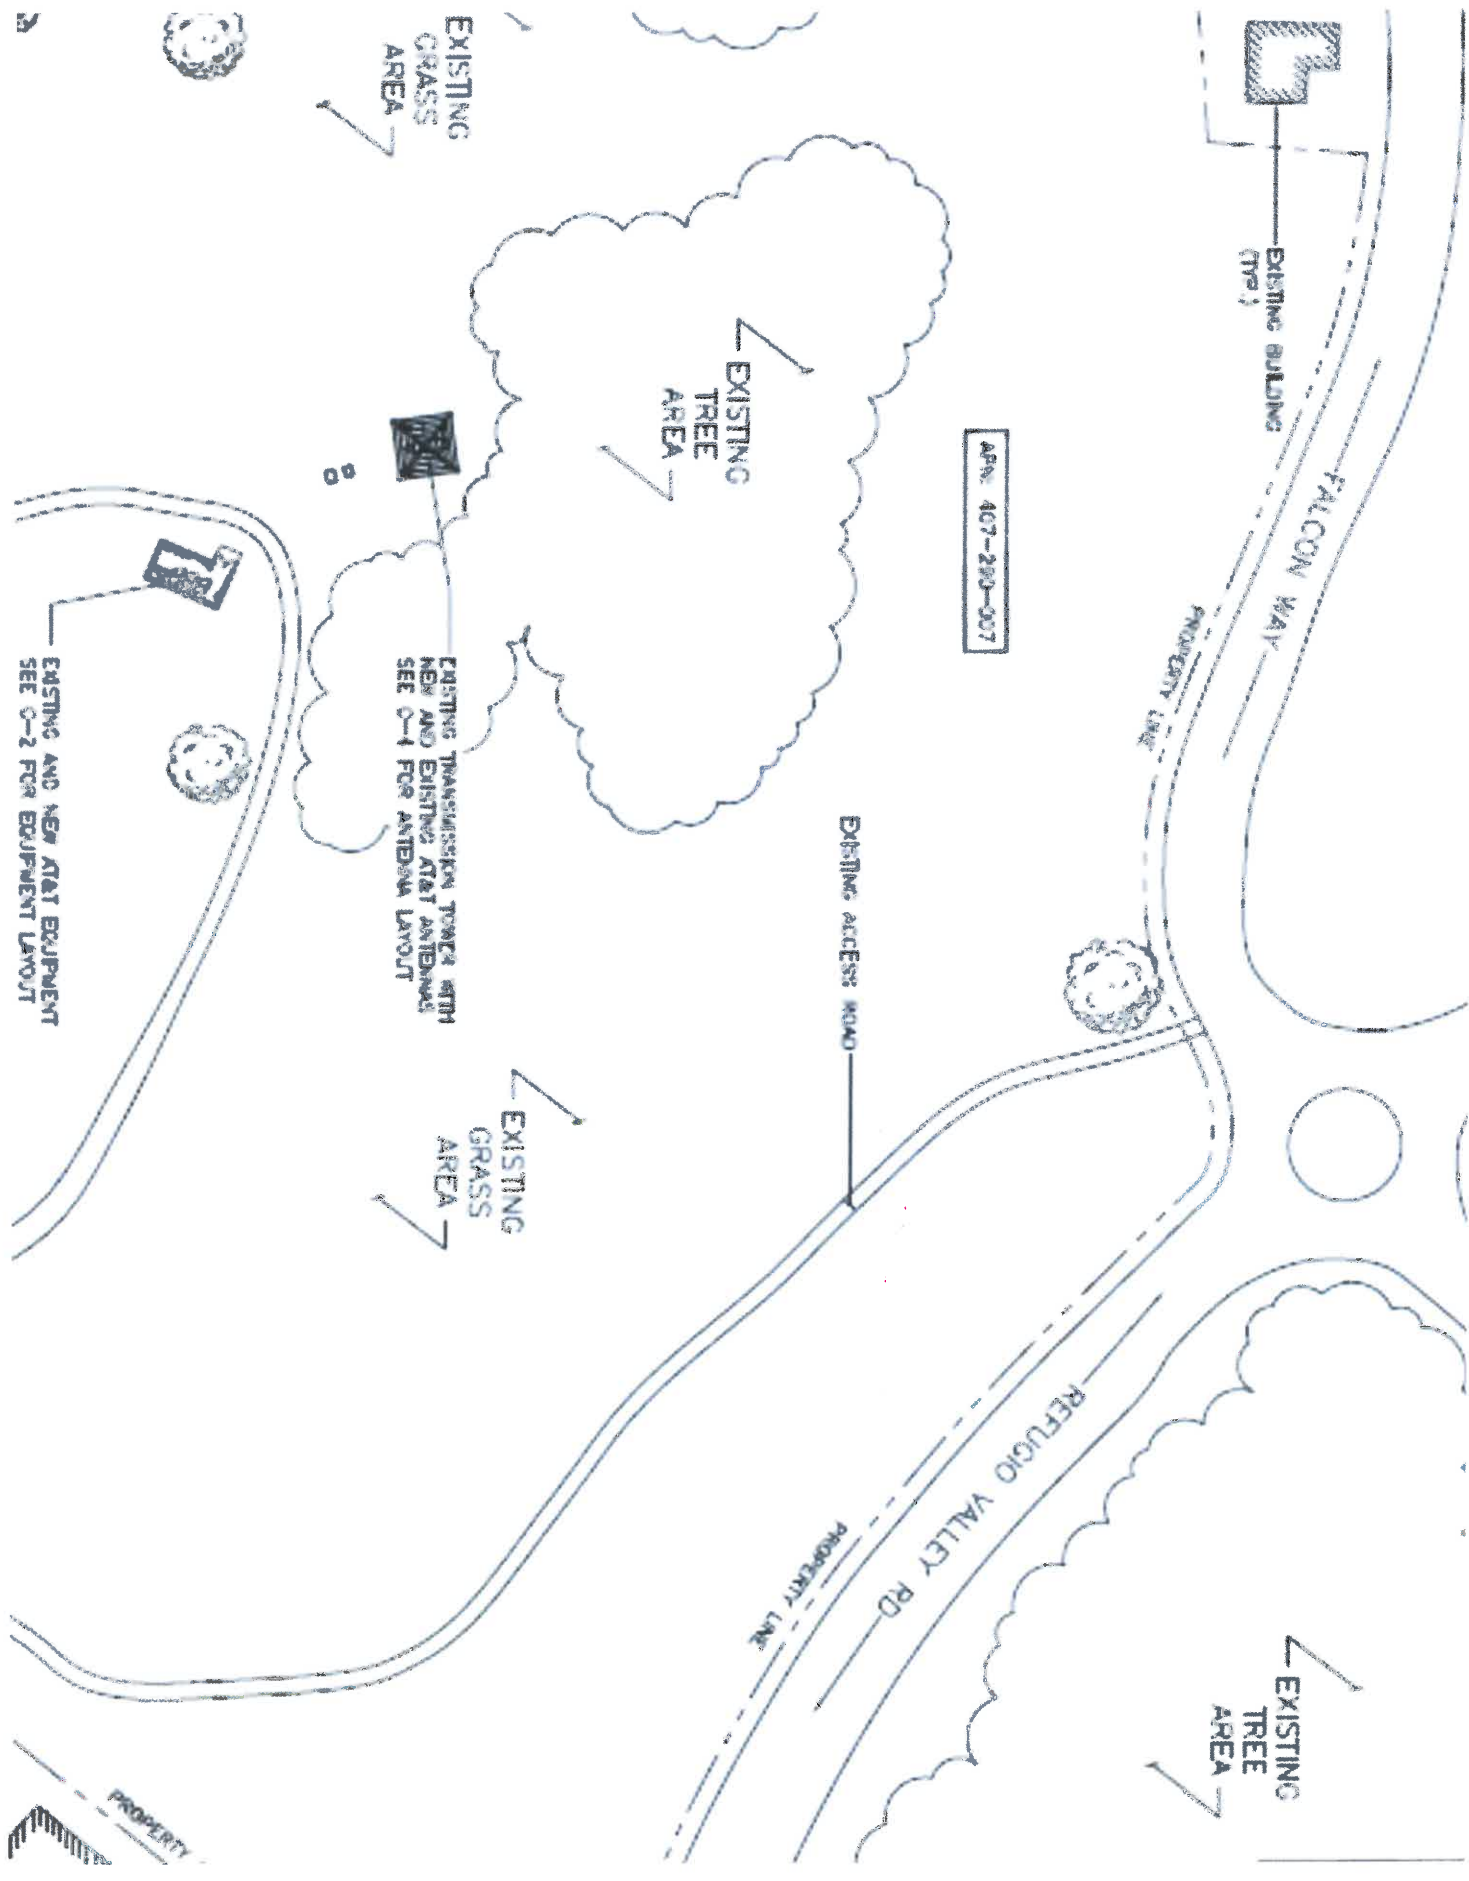 EXISTING
GRASS
AREA
EXISTING BUILDING
(TYP.)
FALCON WAY
PROPERTY LINE
APN: 407-290-007
EXISTING
TREE
AREA
EXISTING TRANSMISSION TOWER WITH
NEW AND EXISTING AT&T ANTENNAS
SEE C-4 FOR ANTENNA LAYOUT
EXISTING AND NEW AT&T EQUIPMENT
SEE C-2 FOR EQUIPMENT LAYOUT
EXISTING ACCESS ROAD
EXISTING
GRASS
AREA
REFUGIO VALLEY RD
PROPERTY LINE
EXISTING
TREE
AREA
PROPERTY